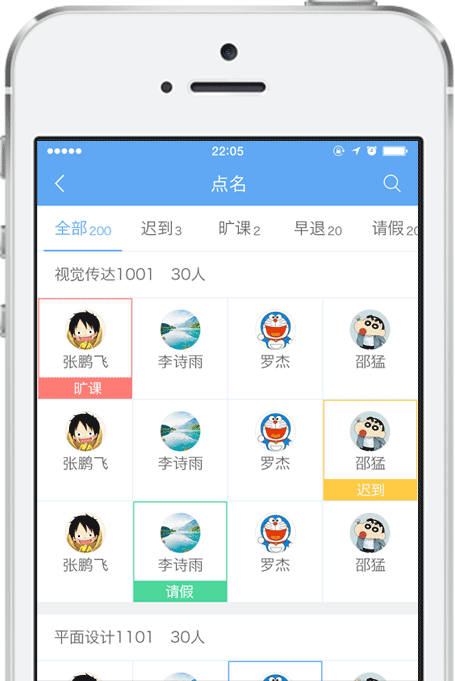 22:05
点名
全部200 迟到3 旷课2 早退20 请假20
视觉传达1001 30人
张鹏飞 李诗雨 罗杰 邵猛
旷课
张鹏飞 李诗雨 罗杰 邵猛
迟到
张鹏飞 李诗雨 罗杰 邵猛
请假
平面设计1101 30人